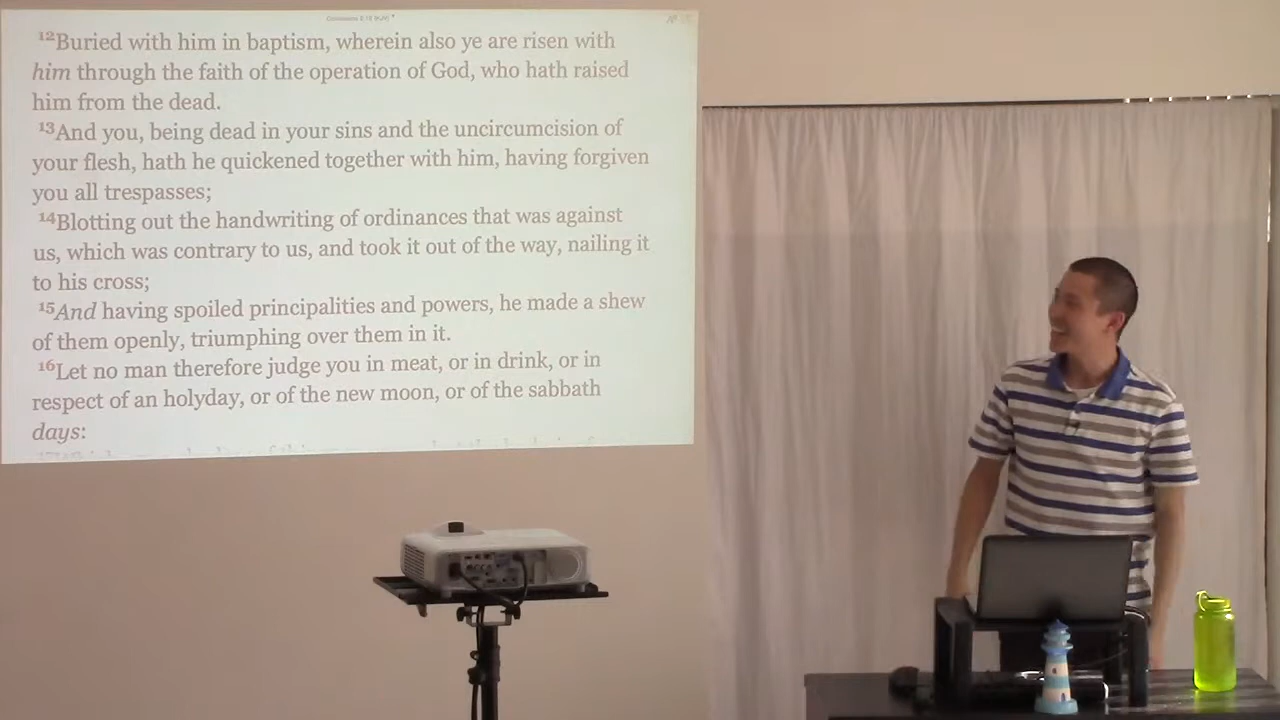 Colossians 2:16 (KJV)
12Buried with him in baptism, wherein also ye are risen with
him through the faith of the operation of God, who hath raised
him from the dead.
13And you, being dead in your sins and the uncircumcision of
your flesh, hath he quickened together with him, having forgiven
you all trespasses;
14Blotting out the handwriting of ordinances that was against
us, which was contrary to us, and took it out of the way, nailing it
to his cross;
15And having spoiled principalities and powers, he made a shew
of them openly, triumphing over them in it.
16Let no man therefore judge you in meat, or in drink, or in
respect of an holyday, or of the new moon, or of the sabbath
days: